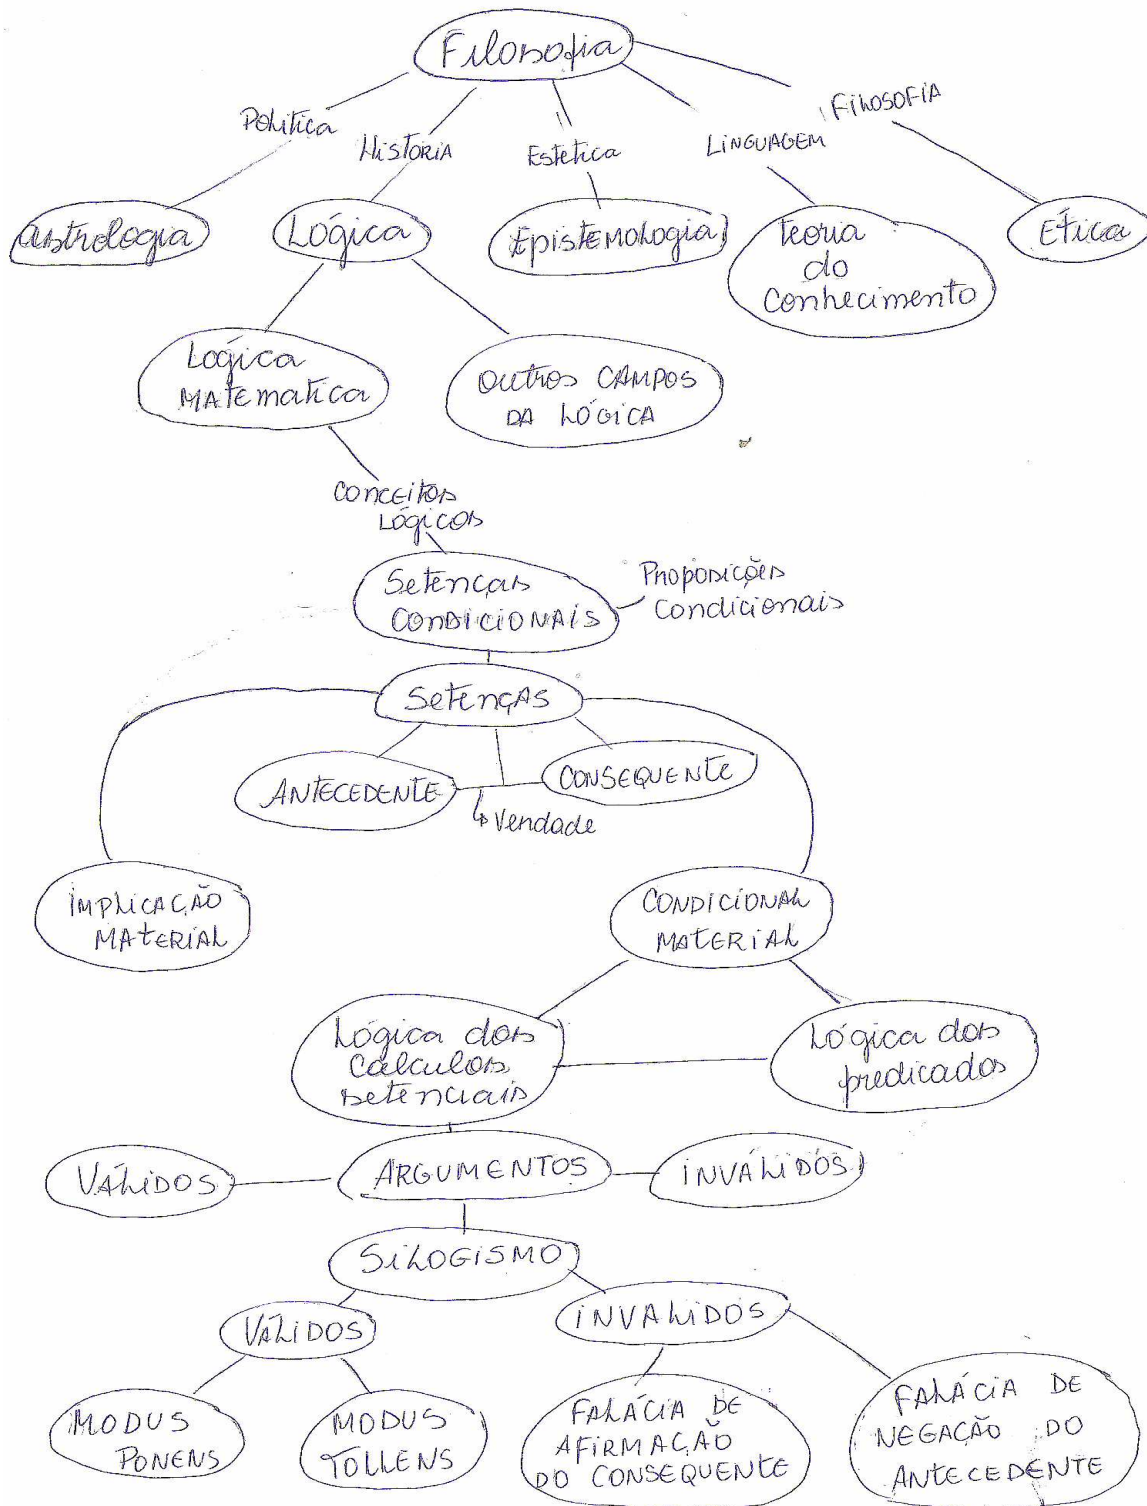 Filosofia
Politica
HiSTORiA
Estetica
LiNGUAGEM
FiLOSOFiA
astrologia
Lógica
EpisTEMOLOGiA
teoria
do
conhecimento
Ética
Lógica
MATEmatica
outros CAMPOS
DA LÓGICA
conceitos
Lógicos
Setenças
CONDiCiONAiS
Proposições
condicionais
SetençAS
ANTECEDENTE
CONSEQUENTE
Verdade
iMPLiCAÇÃO
MATERiAL
CONDiCiONAL
MATERiAL
Lógica dos
Cálculos
setenciais
Lógica dos
predicados
VÁLiDOS
ARGUMENTOS
iNVÁLiDOS
SiLOGiSMO
VÁLiDOS
iNVALiDOS
MODUS
PONENS
MODUS
TOLLENS
FALÁCiA DE
AFiRMAÇÃO
DO CONSEQUENTE
FALÁCiA DE
NEGAÇÃO DO
ANTECEDENTE